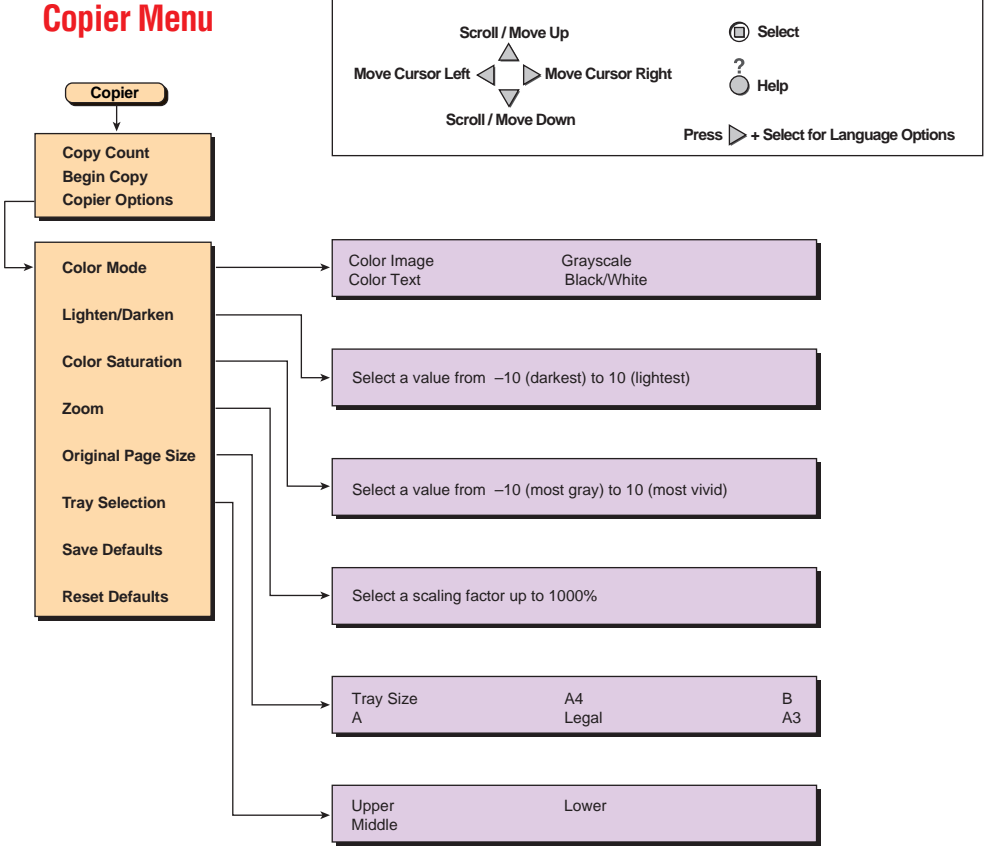 Copier Menu
Scroll / Move Up
Move Cursor Left
Move Cursor Right
Scroll / Move Down
Select
?
Help
Press + Select for Language Options
Copier
Copy Count
Begin Copy
Copier Options
Color Mode
Lighten/Darken
Color Saturation
Zoom
Original Page Size
Tray Selection
Save Defaults
Reset Defaults
Color Image Grayscale
Color Text Black/White
Select a value from –10 (darkest) to 10 (lightest)
Select a value from –10 (most gray) to 10 (most vivid)
Select a scaling factor up to 1000%
Tray Size A4 B
A Legal A3
Upper Lower
Middle